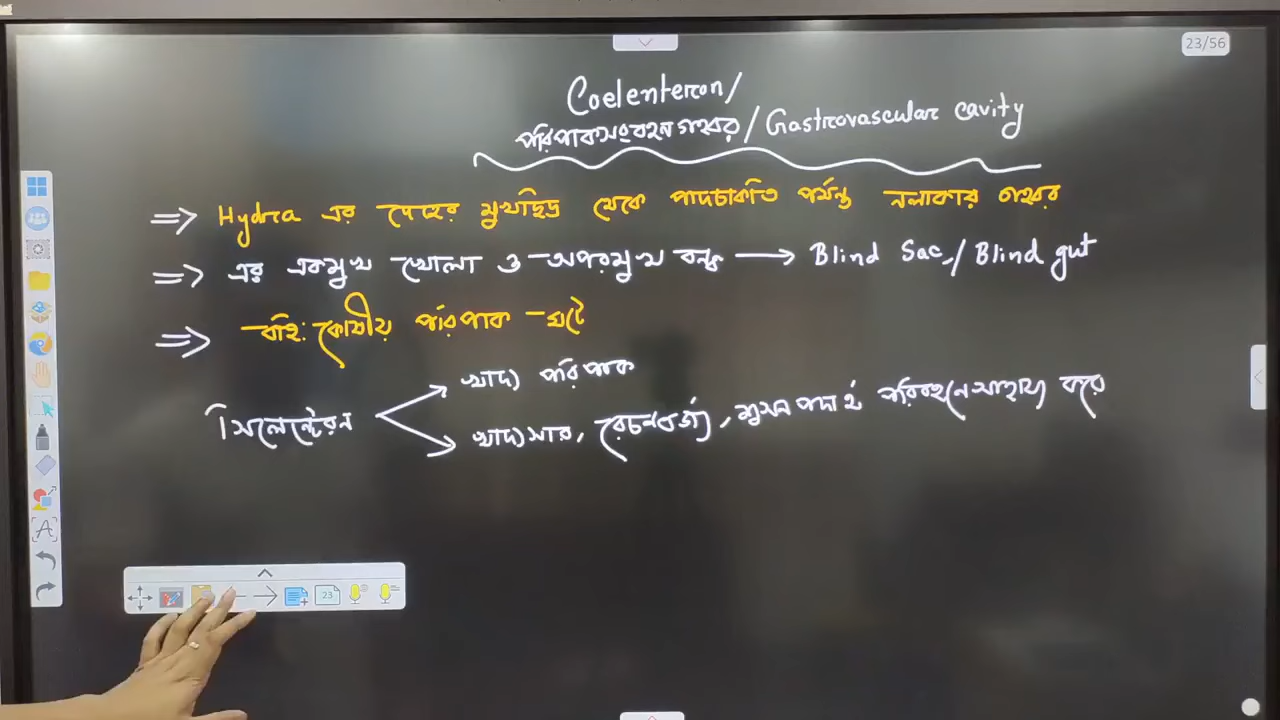 23/56
Coelenteron/
পরিপাকসংবহন গহ্বর/Gastrovascular cavity
⇒ Hydra এর দেহের মুখছিদ্র থেকে পাদচাকতি পর্যন্ত নলাকার গহ্বর
⇒ এর একমুখ খোলা ও অপরমুখ বন্ধ → Blind Sac/Blind gut
⇒ বহি:কোষীয় পরিপাক ঘটে
খাদ্য পরিপাক
সিলেন্টেরন
খাদ্যসার, রেচনবর্জ্য, শ্বসন পদার্থ পরিবহনে সাহায্য করে
23